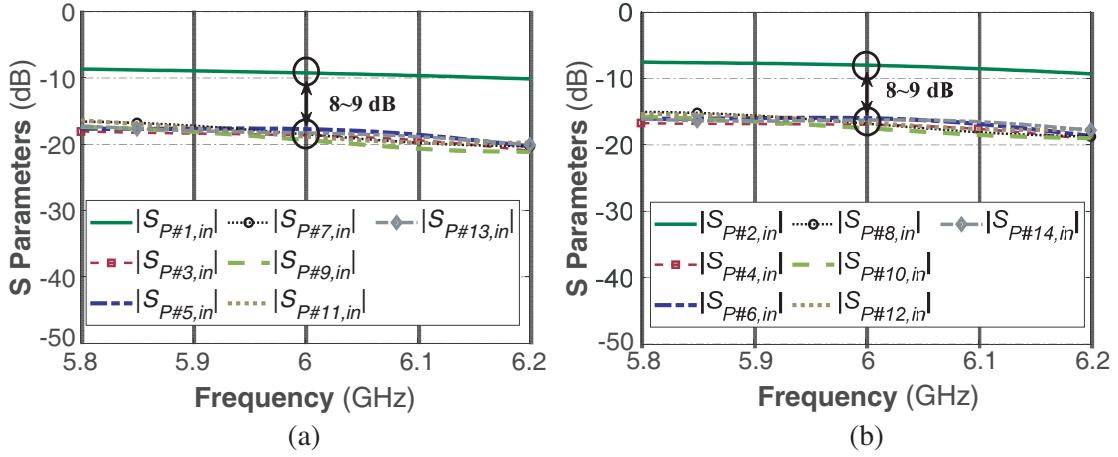 0
-10
-20
-30
-40
-50
S Parameters (dB)
8~9 dB
|S_{P#1,in}| |S_{P#7,in}| |S_{P#13,in}|
|S_{P#3,in}| |S_{P#9,in}|
|S_{P#5,in}| |S_{P#11,in}|
5.8 5.9 6 6.1 6.2
Frequency (GHz)
(a)
0
-10
-20
-30
-40
-50
S Parameters (dB)
8~9 dB
|S_{P#2,in}| |S_{P#8,in}| |S_{P#14,in}|
|S_{P#4,in}| |S_{P#10,in}|
|S_{P#6,in}| |S_{P#12,in}|
5.8 5.9 6 6.1 6.2
Frequency (GHz)
(b)